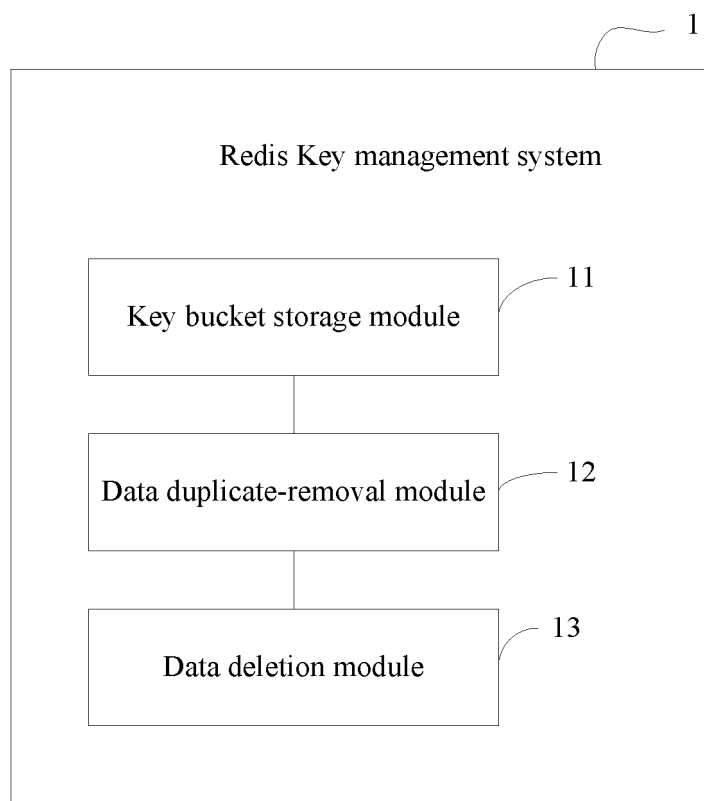 1
Redis Key management system
11
Key bucket storage module
12
Data duplicate-removal module
13
Data deletion module